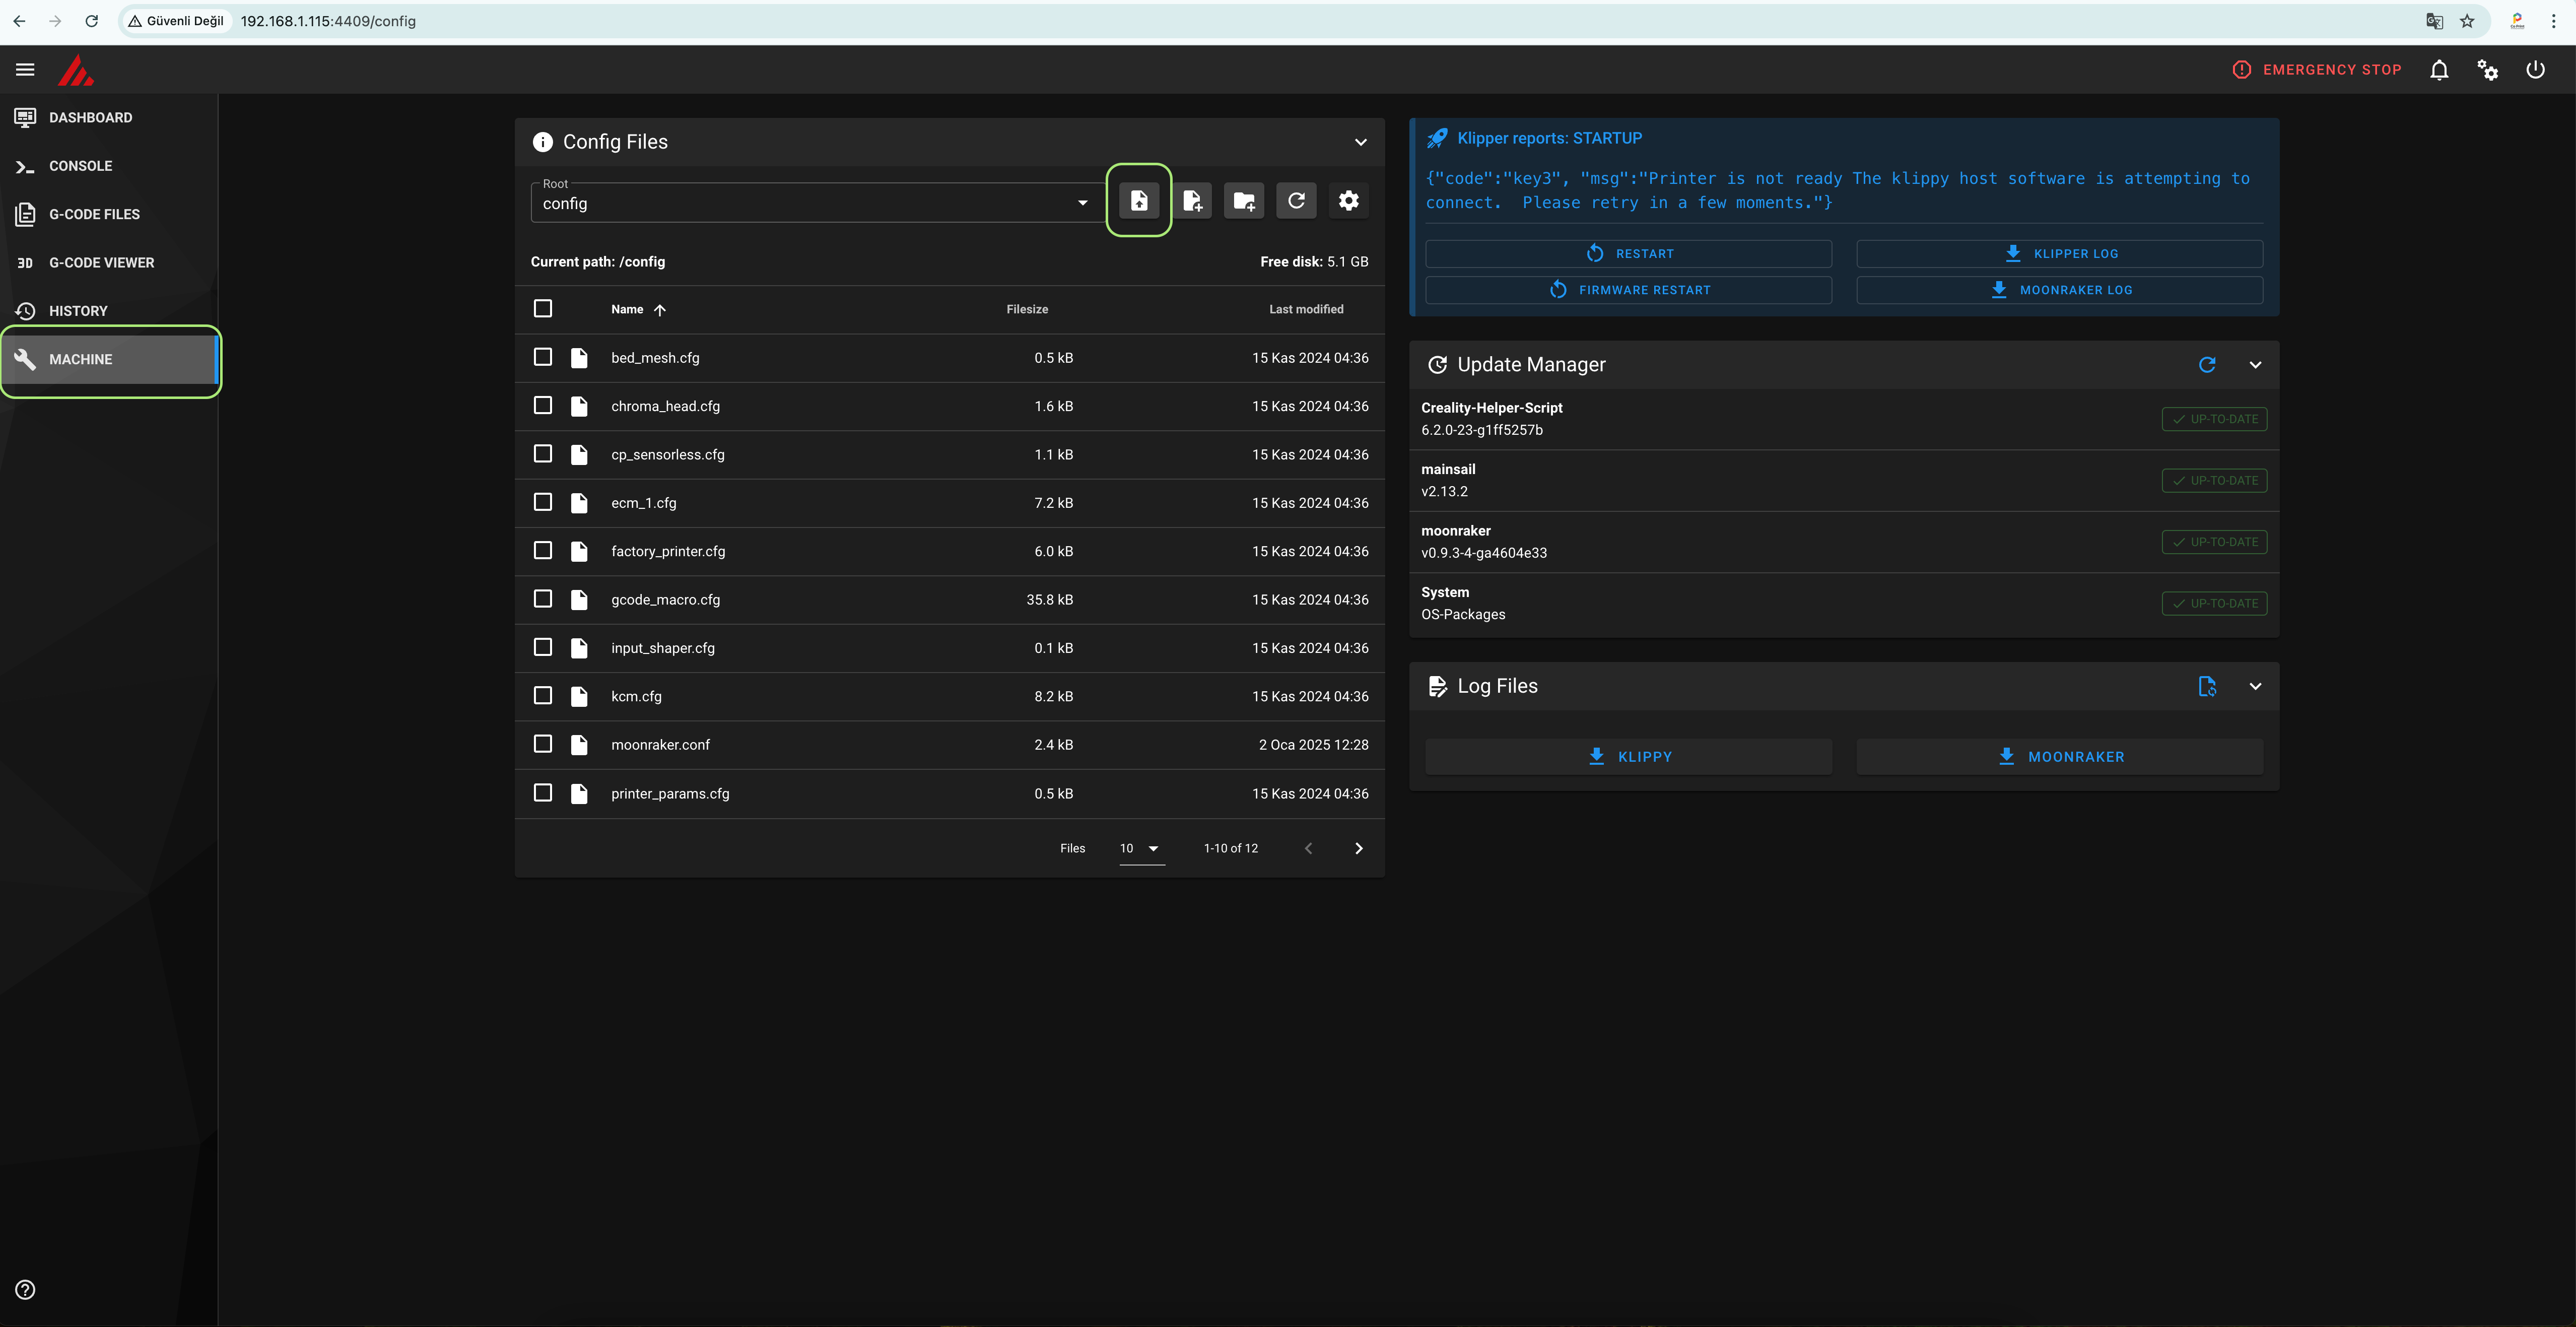 Güvenli Değil 192.168.1.115:4409/config
EMERGENCY STOP
DASHBOARD
CONSOLE
G-CODE FILES
3D G-CODE VIEWER
HISTORY
MACHINE
Config Files
Root
config
Current path: /config Free disk: 5.1 GB
Name Filesize Last modified
bed_mesh.cfg 0.5 kB 15 Kas 2024 04:36
chroma_head.cfg 1.6 kB 15 Kas 2024 04:36
cp_sensorless.cfg 1.1 kB 15 Kas 2024 04:36
ecm_1.cfg 7.2 kB 15 Kas 2024 04:36
factory_printer.cfg 6.0 kB 15 Kas 2024 04:36
gcode_macro.cfg 35.8 kB 15 Kas 2024 04:36
input_shaper.cfg 0.1 kB 15 Kas 2024 04:36
kcm.cfg 8.2 kB 15 Kas 2024 04:36
moonraker.conf 2.4 kB 2 Oca 2025 12:28
printer_params.cfg 0.5 kB 15 Kas 2024 04:36
Files 10 1-10 of 12
Klipper reports: STARTUP
{"code":"key3", "msg":"Printer is not ready The klippy host software is attempting to
connect.  Please retry in a few moments."}
RESTART KLIPPER LOG
FIRMWARE RESTART MOONRAKER LOG
Update Manager
Creality-Helper-Script
6.2.0-23-g1ff5257b
UP-TO-DATE
mainsail
v2.13.2
UP-TO-DATE
moonraker
v0.9.3-4-ga4604e33
UP-TO-DATE
System
OS-Packages
UP-TO-DATE
Log Files
KLIPPY MOONRAKER